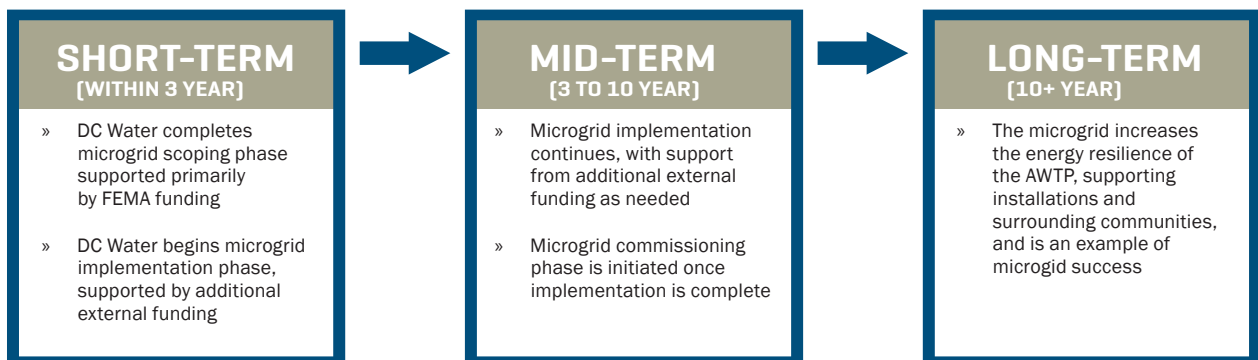 SHORT-TERM
[WITHIN 3 YEAR]
» DC Water completes
microgrid scoping phase
supported primarily
by FEMA funding
» DC Water begins microgrid
implementation phase,
supported by additional
external funding
MID-TERM
[3 TO 10 YEAR]
» Microgrid implementation
continues, with support
from additional external
funding as needed
» Microgrid commissioning
phase is initiated once
implementation is complete
LONG-TERM
[10+ YEAR]
» The microgrid increases
the energy resilience of
the AWTP, supporting
installations and
surrounding communities,
and is an example of
microgid success